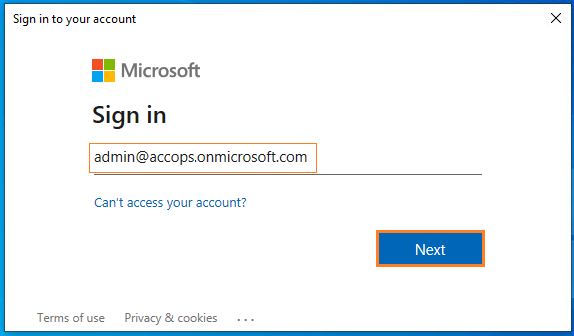 Sign in to your account
Microsoft
Sign in
admin@accops.onmicrosoft.com
Can't access your account?
Next
Terms of use Privacy & cookies ...